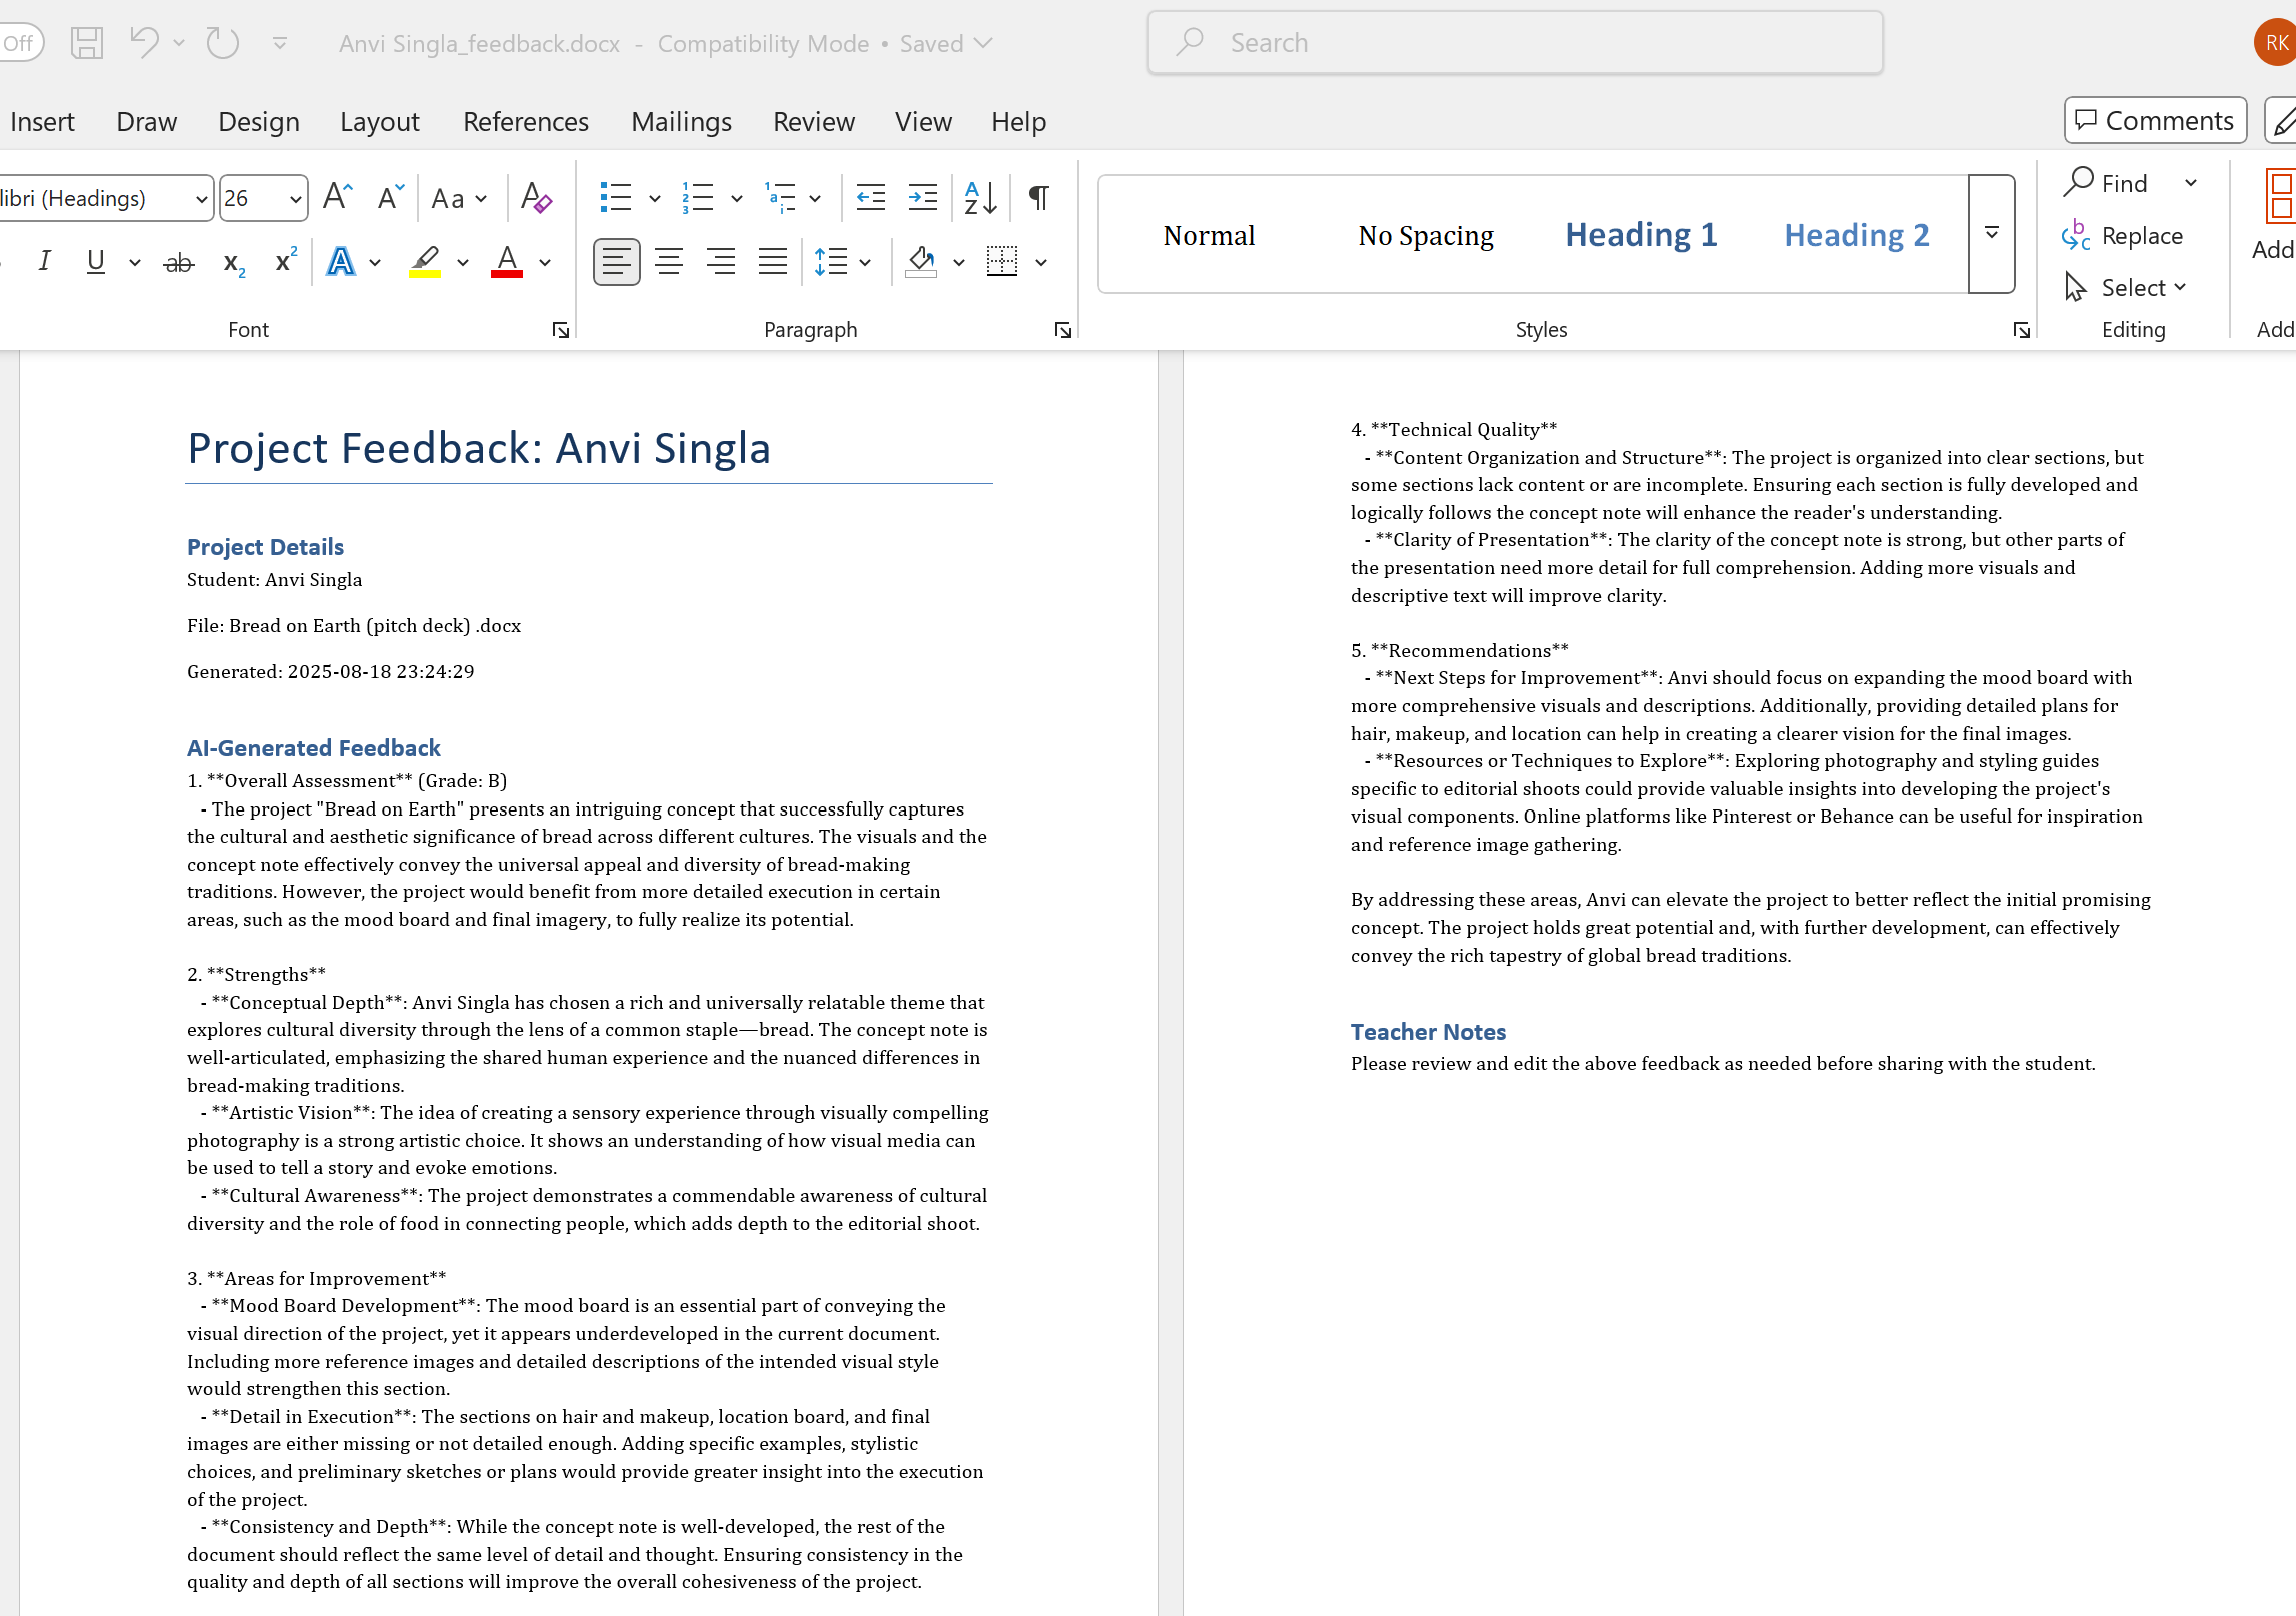 Off
Anvi Singla_feedback.docx - Compatibility Mode • Saved
Search
RK
Insert Draw Design Layout References Mailings Review View Help
Comments
libri (Headings) 26 Aa
Normal No Spacing Heading 1 Heading 2
Find
Replace
Select
Add
Font Paragraph Styles Editing Add
Project Feedback: Anvi Singla
Project Details
Student: Anvi Singla
File: Bread on Earth (pitch deck) .docx
Generated: 2025-08-18 23:24:29
AI-Generated Feedback
1. **Overall Assessment** (Grade: B)
- The project "Bread on Earth" presents an intriguing concept that successfully captures
the cultural and aesthetic significance of bread across different cultures. The visuals and the
concept note effectively convey the universal appeal and diversity of bread-making
traditions. However, the project would benefit from more detailed execution in certain
areas, such as the mood board and final imagery, to fully realize its potential.
2. **Strengths**
- **Conceptual Depth**: Anvi Singla has chosen a rich and universally relatable theme that
explores cultural diversity through the lens of a common staple—bread. The concept note is
well-articulated, emphasizing the shared human experience and the nuanced differences in
bread-making traditions.
- **Artistic Vision**: The idea of creating a sensory experience through visually compelling
photography is a strong artistic choice. It shows an understanding of how visual media can
be used to tell a story and evoke emotions.
- **Cultural Awareness**: The project demonstrates a commendable awareness of cultural
diversity and the role of food in connecting people, which adds depth to the editorial shoot.
3. **Areas for Improvement**
- **Mood Board Development**: The mood board is an essential part of conveying the
visual direction of the project, yet it appears underdeveloped in the current document.
Including more reference images and detailed descriptions of the intended visual style
would strengthen this section.
- **Detail in Execution**: The sections on hair and makeup, location board, and final
images are either missing or not detailed enough. Adding specific examples, stylistic
choices, and preliminary sketches or plans would provide greater insight into the execution
of the project.
- **Consistency and Depth**: While the concept note is well-developed, the rest of the
document should reflect the same level of detail and thought. Ensuring consistency in the
quality and depth of all sections will improve the overall cohesiveness of the project.
4. **Technical Quality**
- **Content Organization and Structure**: The project is organized into clear sections, but
some sections lack content or are incomplete. Ensuring each section is fully developed and
logically follows the concept note will enhance the reader's understanding.
- **Clarity of Presentation**: The clarity of the concept note is strong, but other parts of
the presentation need more detail for full comprehension. Adding more visuals and
descriptive text will improve clarity.
5. **Recommendations**
- **Next Steps for Improvement**: Anvi should focus on expanding the mood board with
more comprehensive visuals and descriptions. Additionally, providing detailed plans for
hair, makeup, and location can help in creating a clearer vision for the final images.
- **Resources or Techniques to Explore**: Exploring photography and styling guides
specific to editorial shoots could provide valuable insights into developing the project's
visual components. Online platforms like Pinterest or Behance can be useful for inspiration
and reference image gathering.
By addressing these areas, Anvi can elevate the project to better reflect the initial promising
concept. The project holds great potential and, with further development, can effectively
convey the rich tapestry of global bread traditions.
Teacher Notes
Please review and edit the above feedback as needed before sharing with the student.